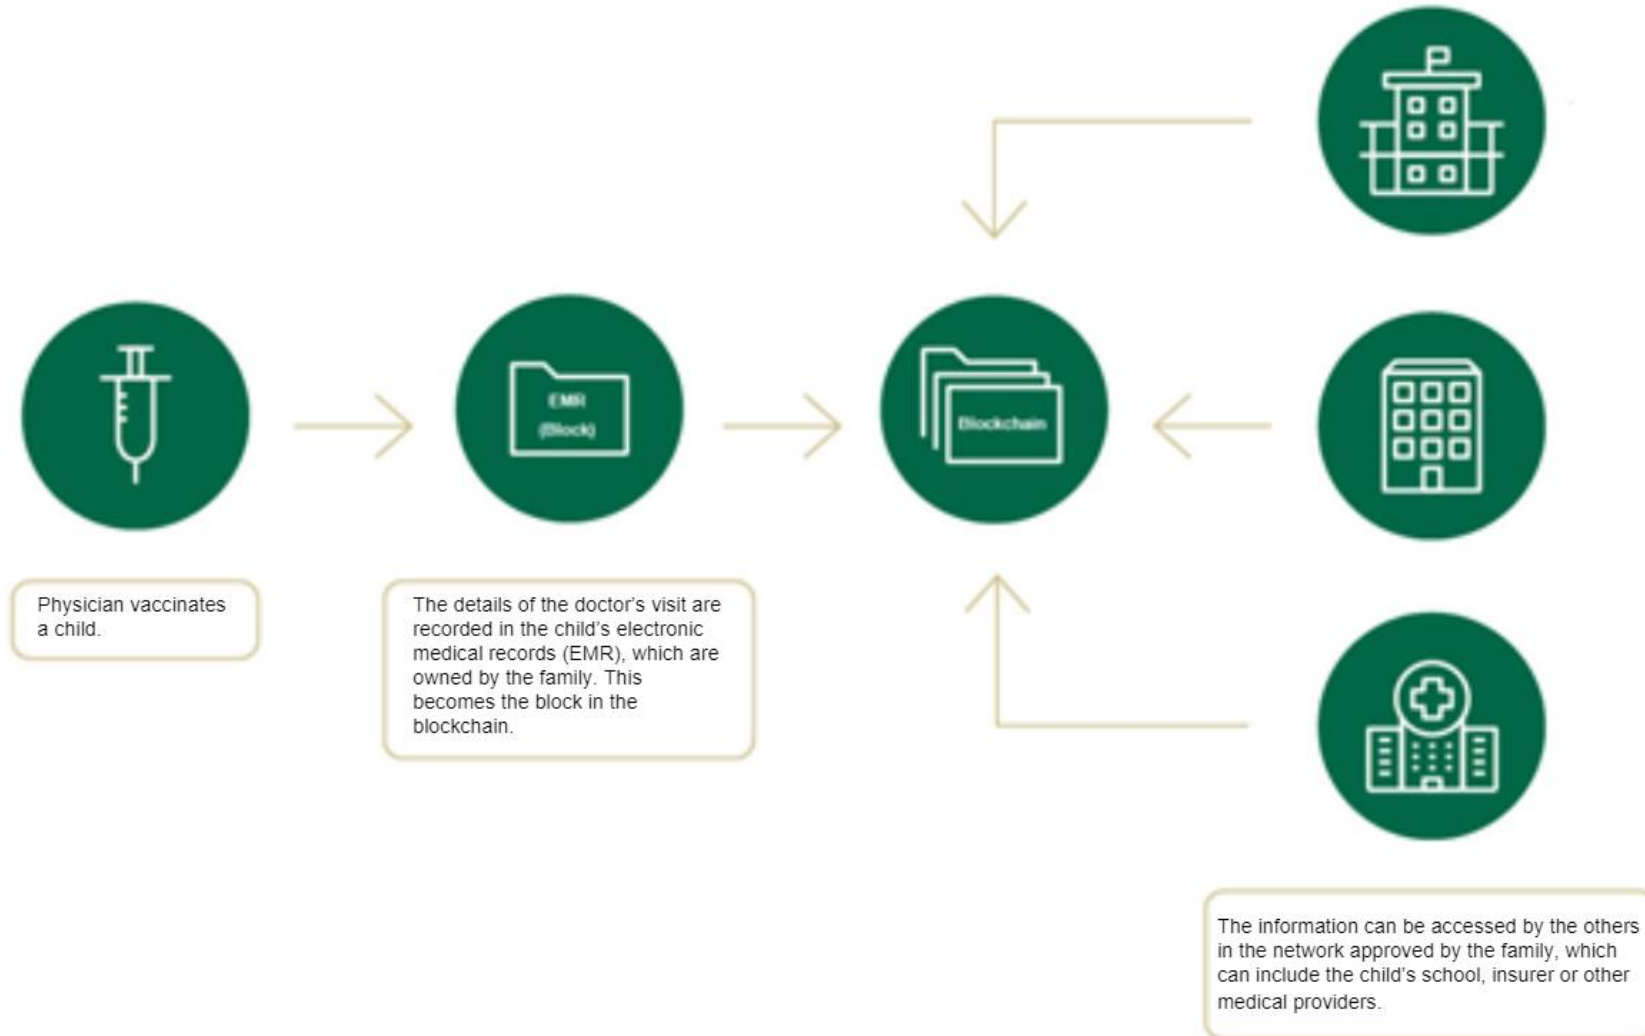 EMR
(Block)
Blockchain
Physician vaccinates
a child.
The details of the doctor's visit are
recorded in the child's electronic
medical records (EMR), which are
owned by the family. This
becomes the block in the
blockchain.
The information can be accessed by the others
in the network approved by the family, which
can include the child's school, insurer or other
medical providers.